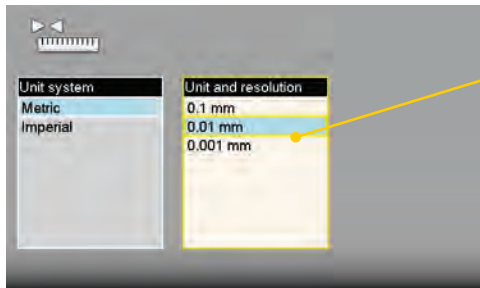 Unit system
Metric
Imperial
Unit and resolution
0.1 mm
0.01 mm
0.001 mm